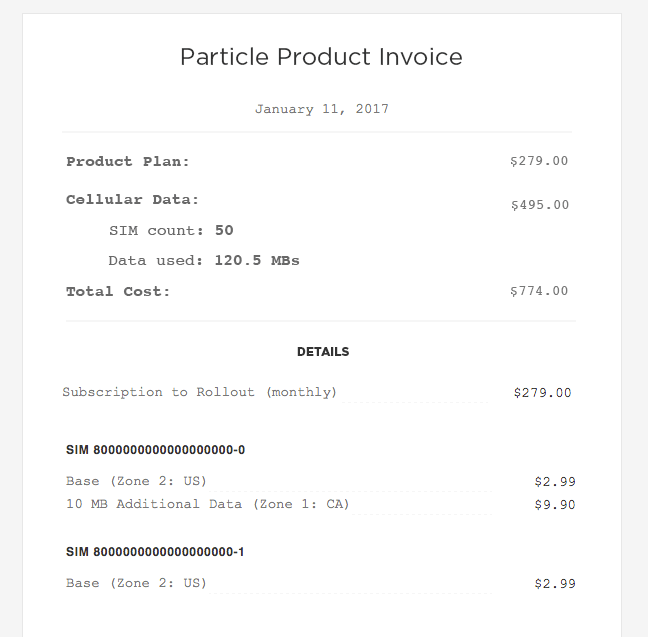 Particle Product Invoice
January 11, 2017
Product Plan: $279.00
Cellular Data: $495.00
SIM count: 50
Data used: 120.5 MBs
Total Cost: $774.00
DETAILS
Subscription to Rollout (monthly) $279.00
SIM 8000000000000000000-0
Base (Zone 2: US) $2.99
10 MB Additional Data (Zone 1: CA) $9.90
SIM 8000000000000000000-1
Base (Zone 2: US) $2.99